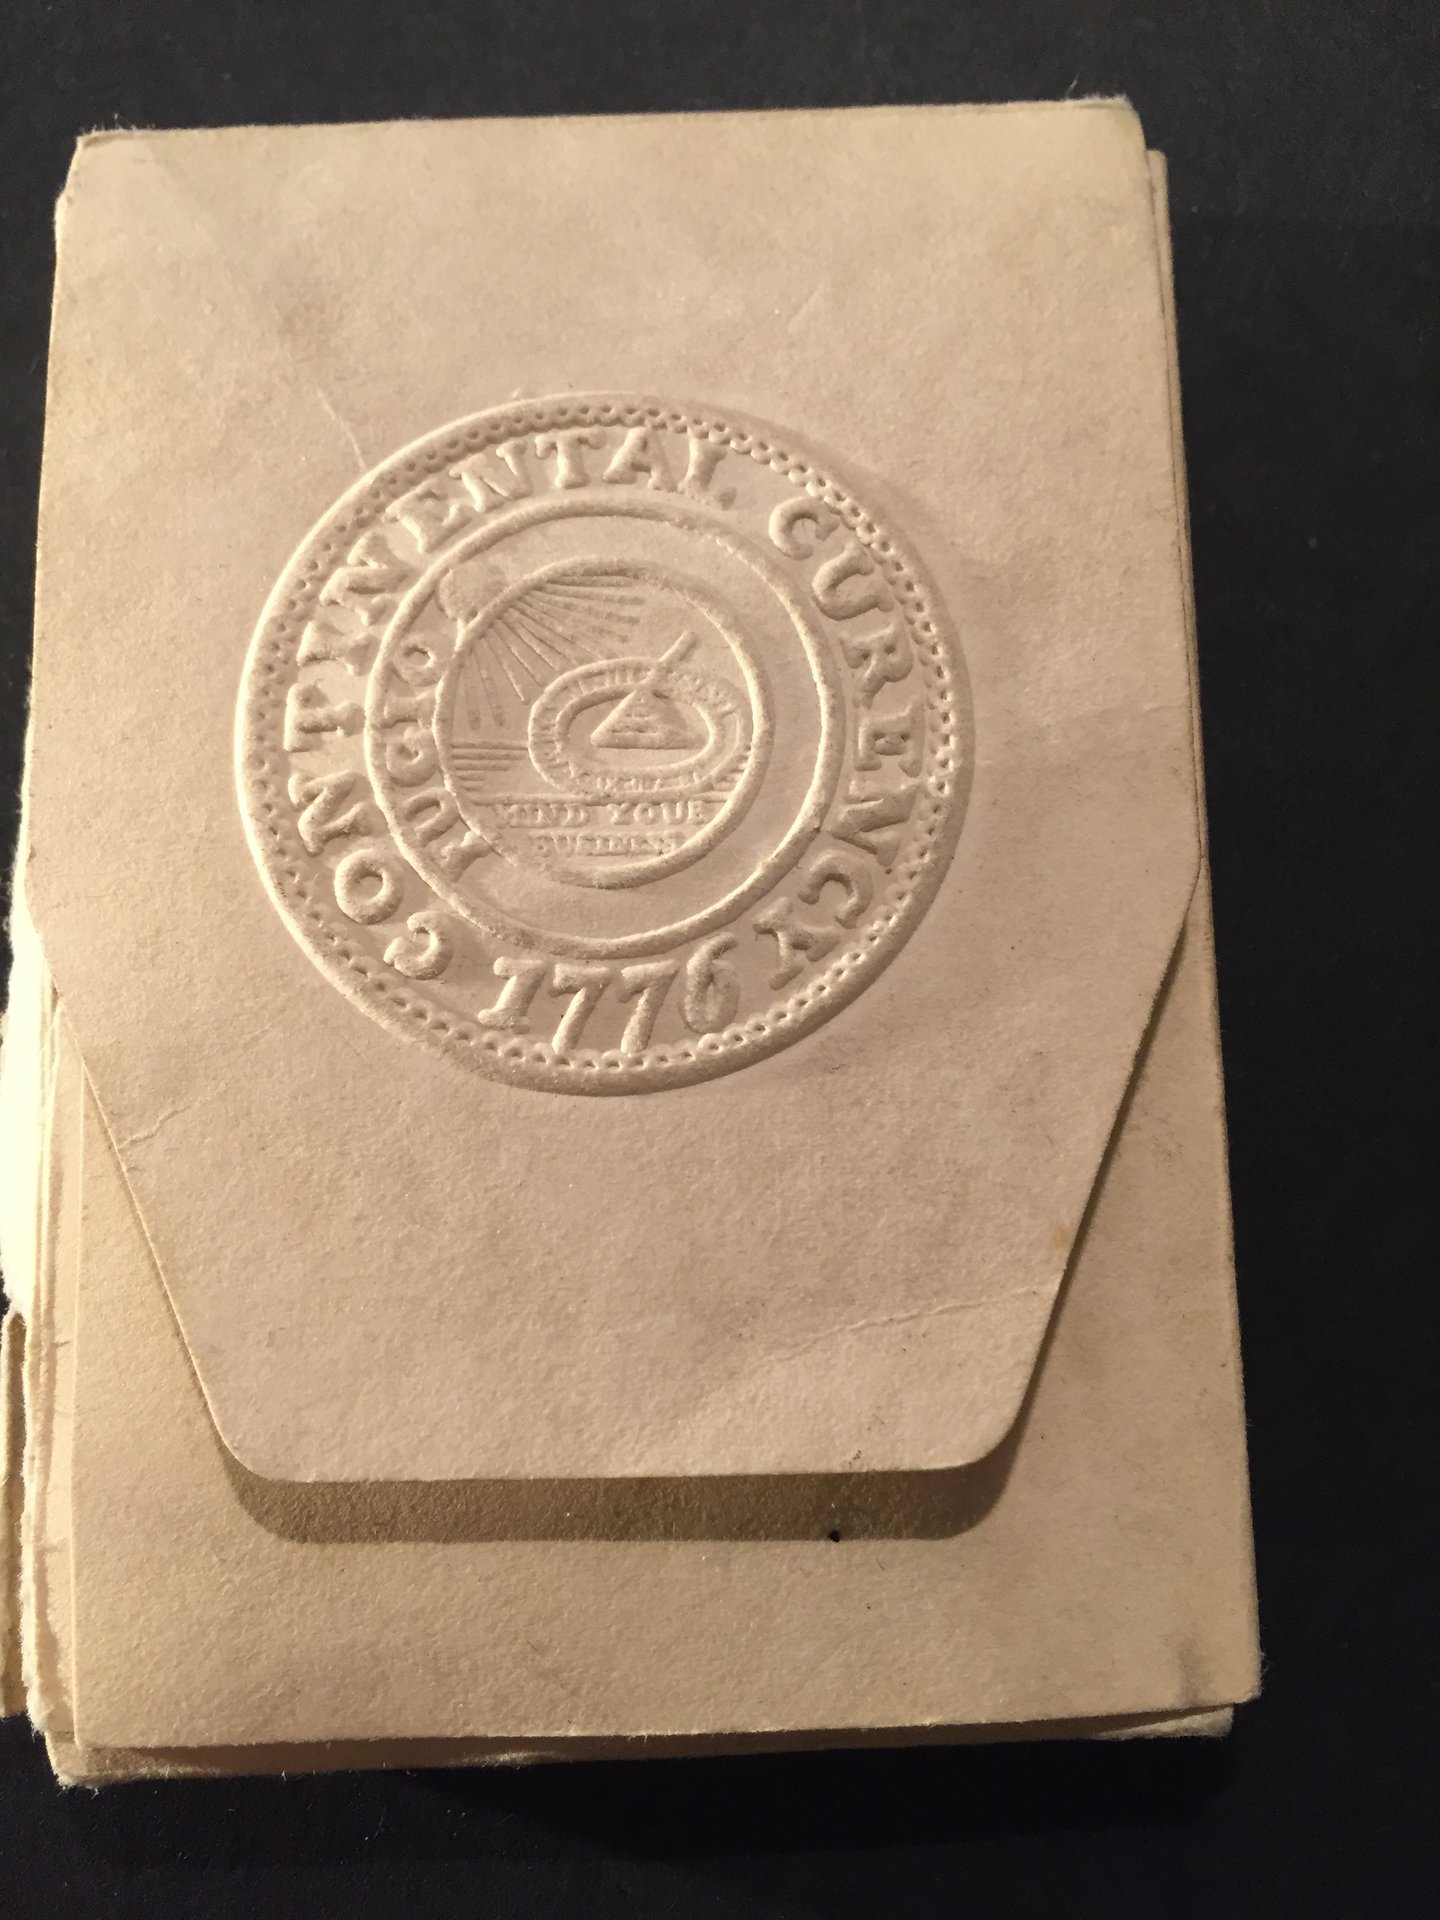 CONTINENTAL CURENCY
1776
FUGIO
MIND YOUR
BUSINESS